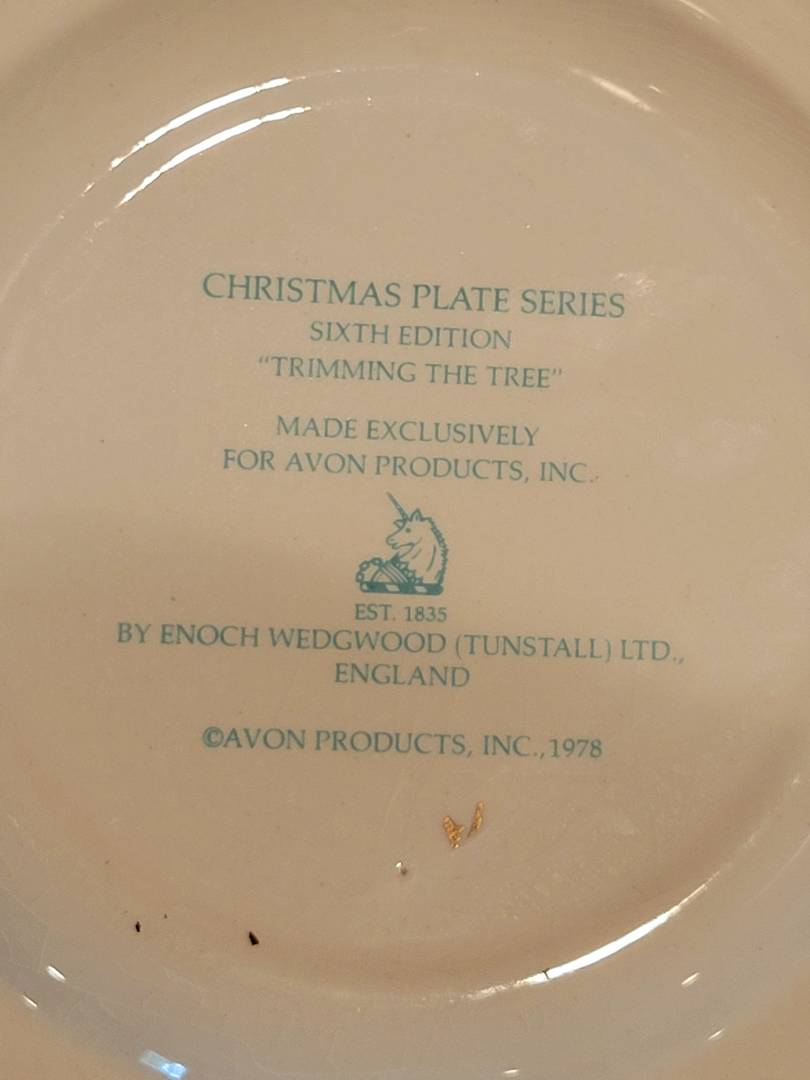 CHRISTMAS PLATE SERIES
SIXTH EDITION
"TRIMMING THE TREE"
MADE EXCLUSIVELY
FOR AVON PRODUCTS, INC.
EST. 1835
BY ENOCH WEDGWOOD (TUNSTALL) LTD.,
ENGLAND
©AVON PRODUCTS, INC., 1978